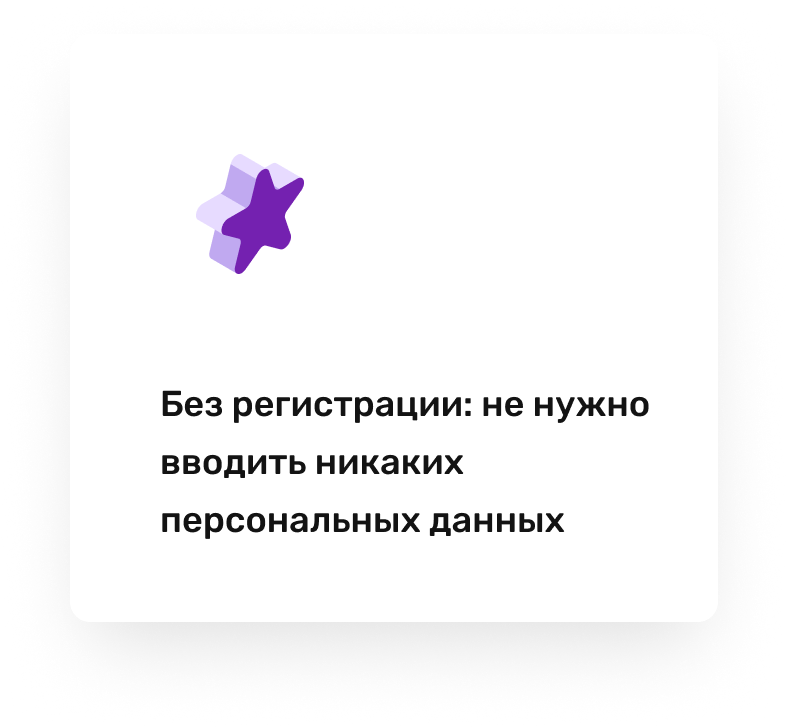 Без регистрации: не нужно
вводить никаких
персональных данных